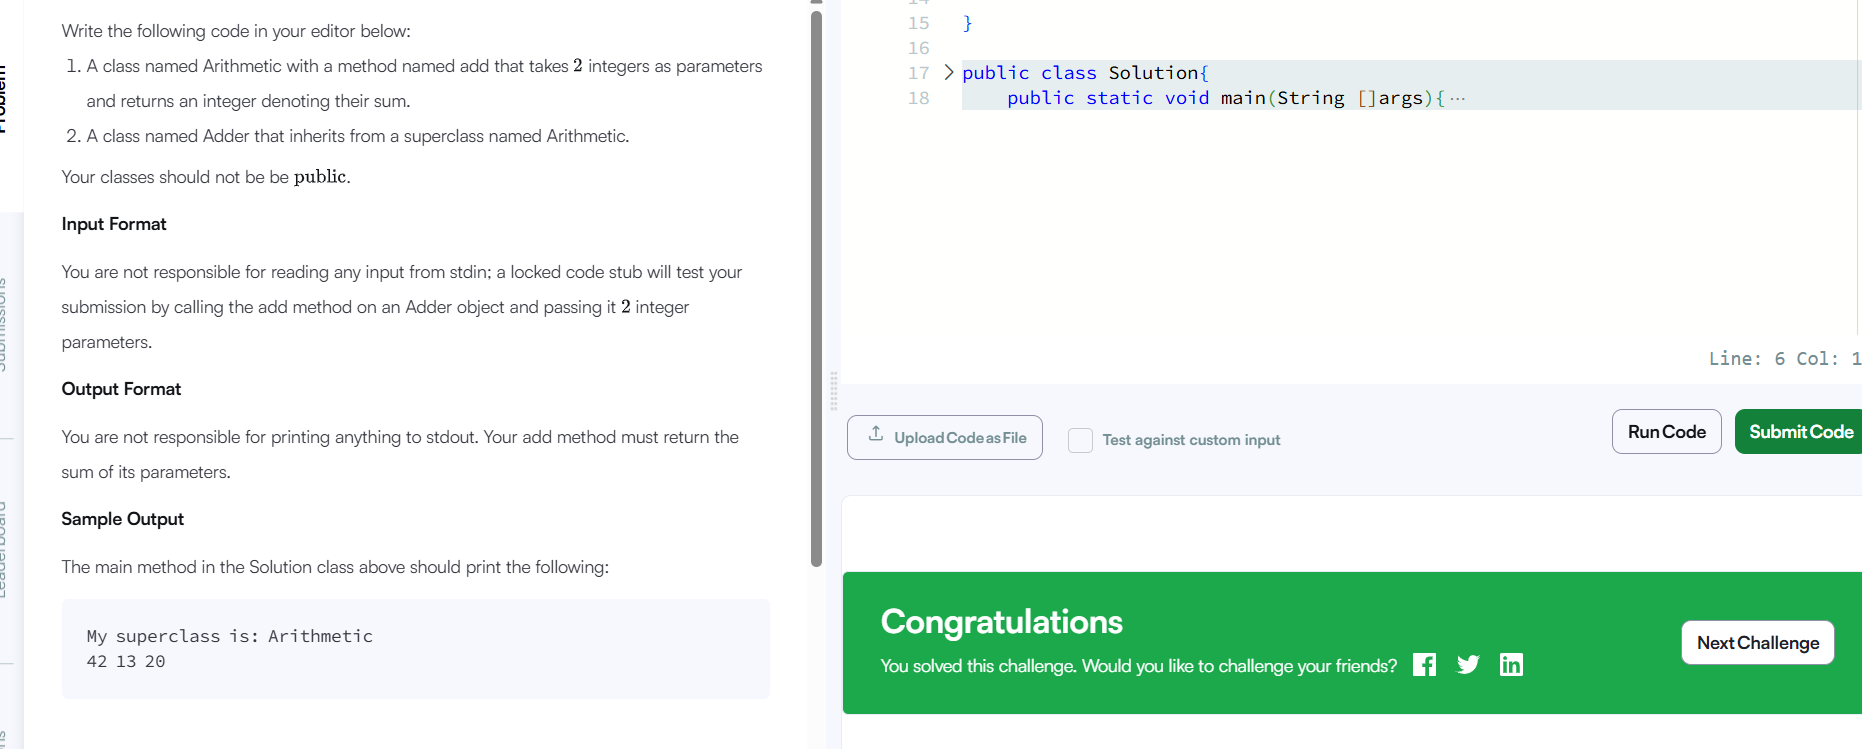 Problem
Submissions
Leaderboard
Write the following code in your editor below:
1. A class named Arithmetic with a method named add that takes 2 integers as parameters
and returns an integer denoting their sum.
2. A class named Adder that inherits from a superclass named Arithmetic.
Your classes should not be be public.
Input Format
You are not responsible for reading any input from stdin; a locked code stub will test your
submission by calling the add method on an Adder object and passing it 2 integer
parameters.
Output Format
You are not responsible for printing anything to stdout. Your add method must return the
sum of its parameters.
Sample Output
The main method in the Solution class above should print the following:
My superclass is: Arithmetic
42 13 20
14
15 }
16
17 public class Solution{
18 public static void main(String []args){ ...
Line: 6 Col: 1
Upload Code as File
Test against custom input
Run Code
Submit Code
Congratulations
You solved this challenge. Would you like to challenge your friends?
Next Challenge